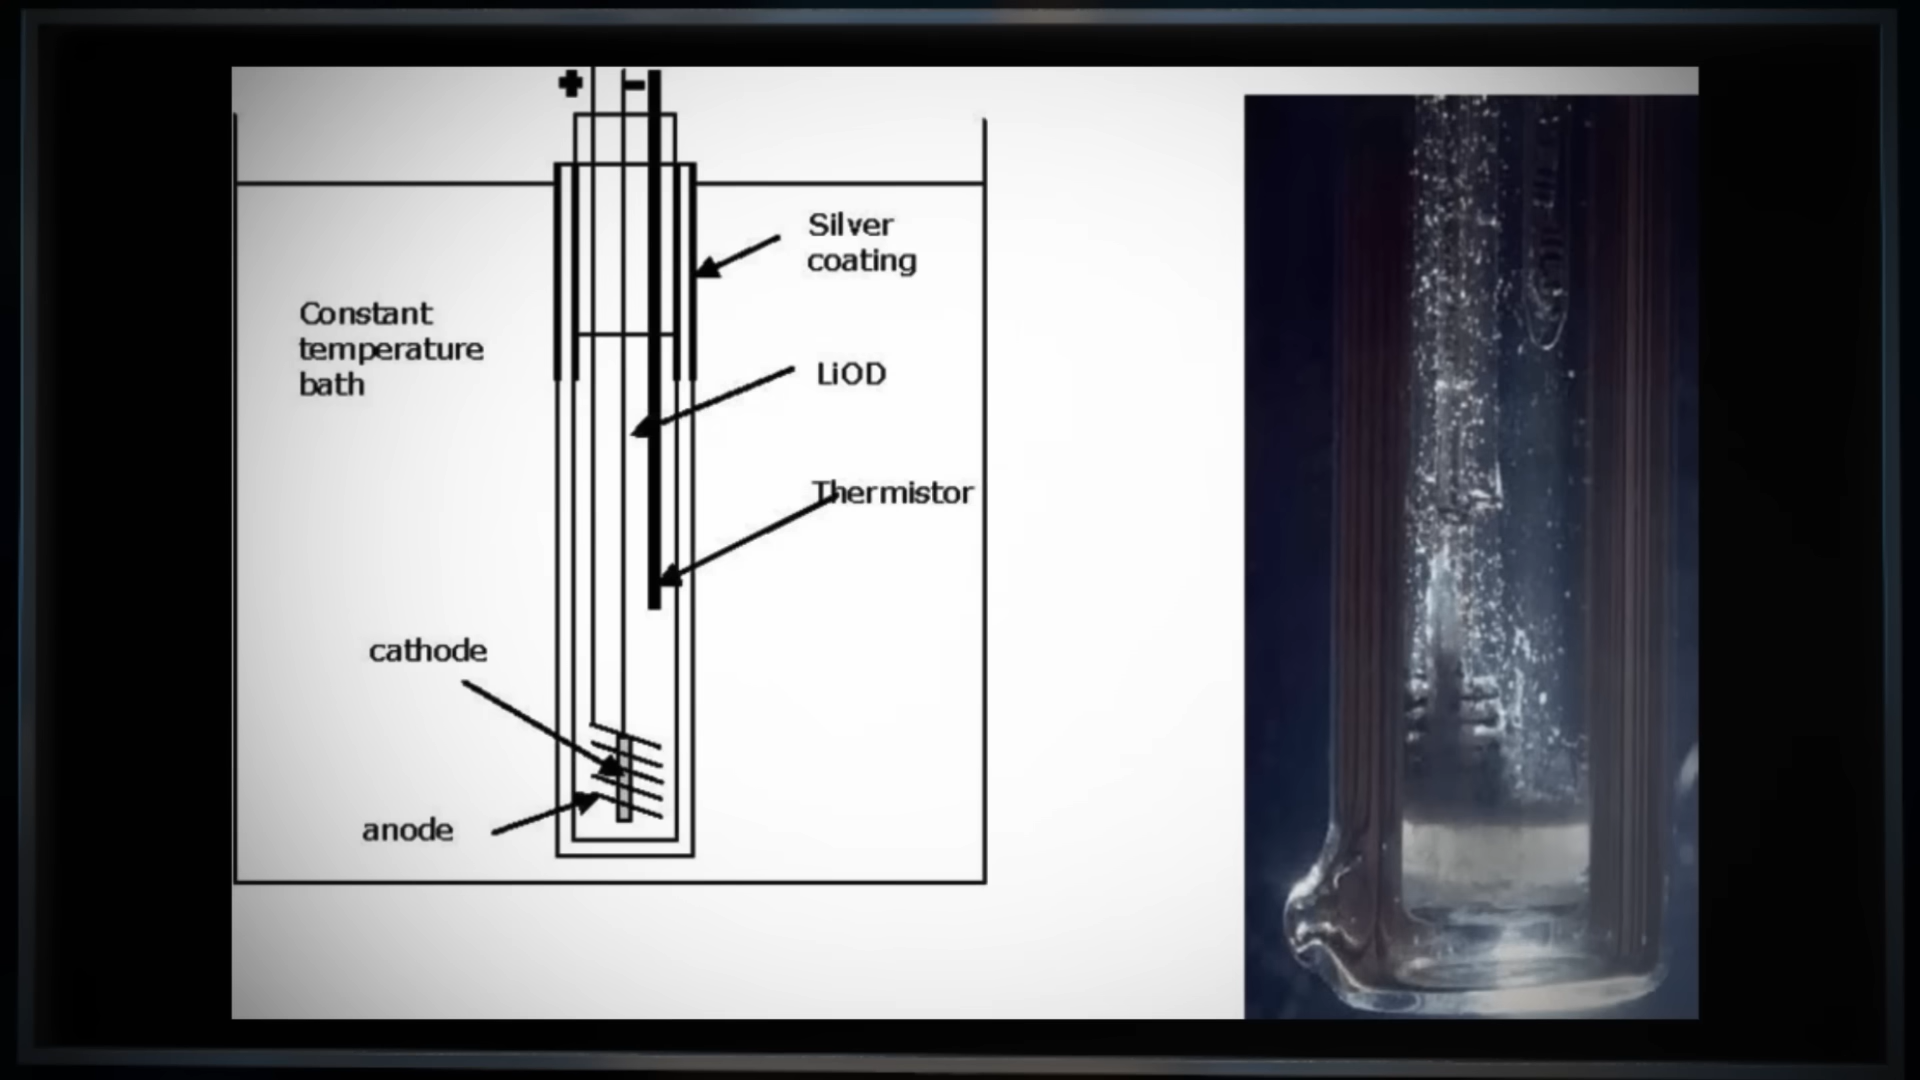 + -
Silver
coating
Constant
temperature
bath
LiOD
Thermistor
cathode
anode